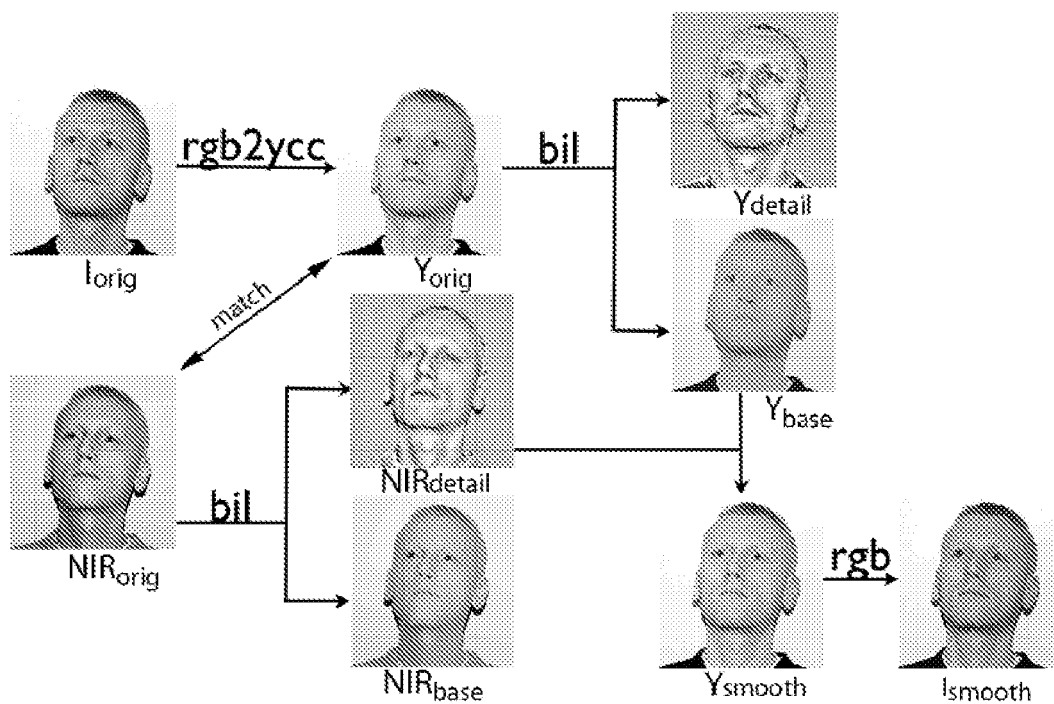 rgb2ycc
bil
Ydetail
Iorig
Yorig
match
Ybase
NIRdetail
bil
NIRorig
rgb
NIRbase
Ysmooth
Ismooth